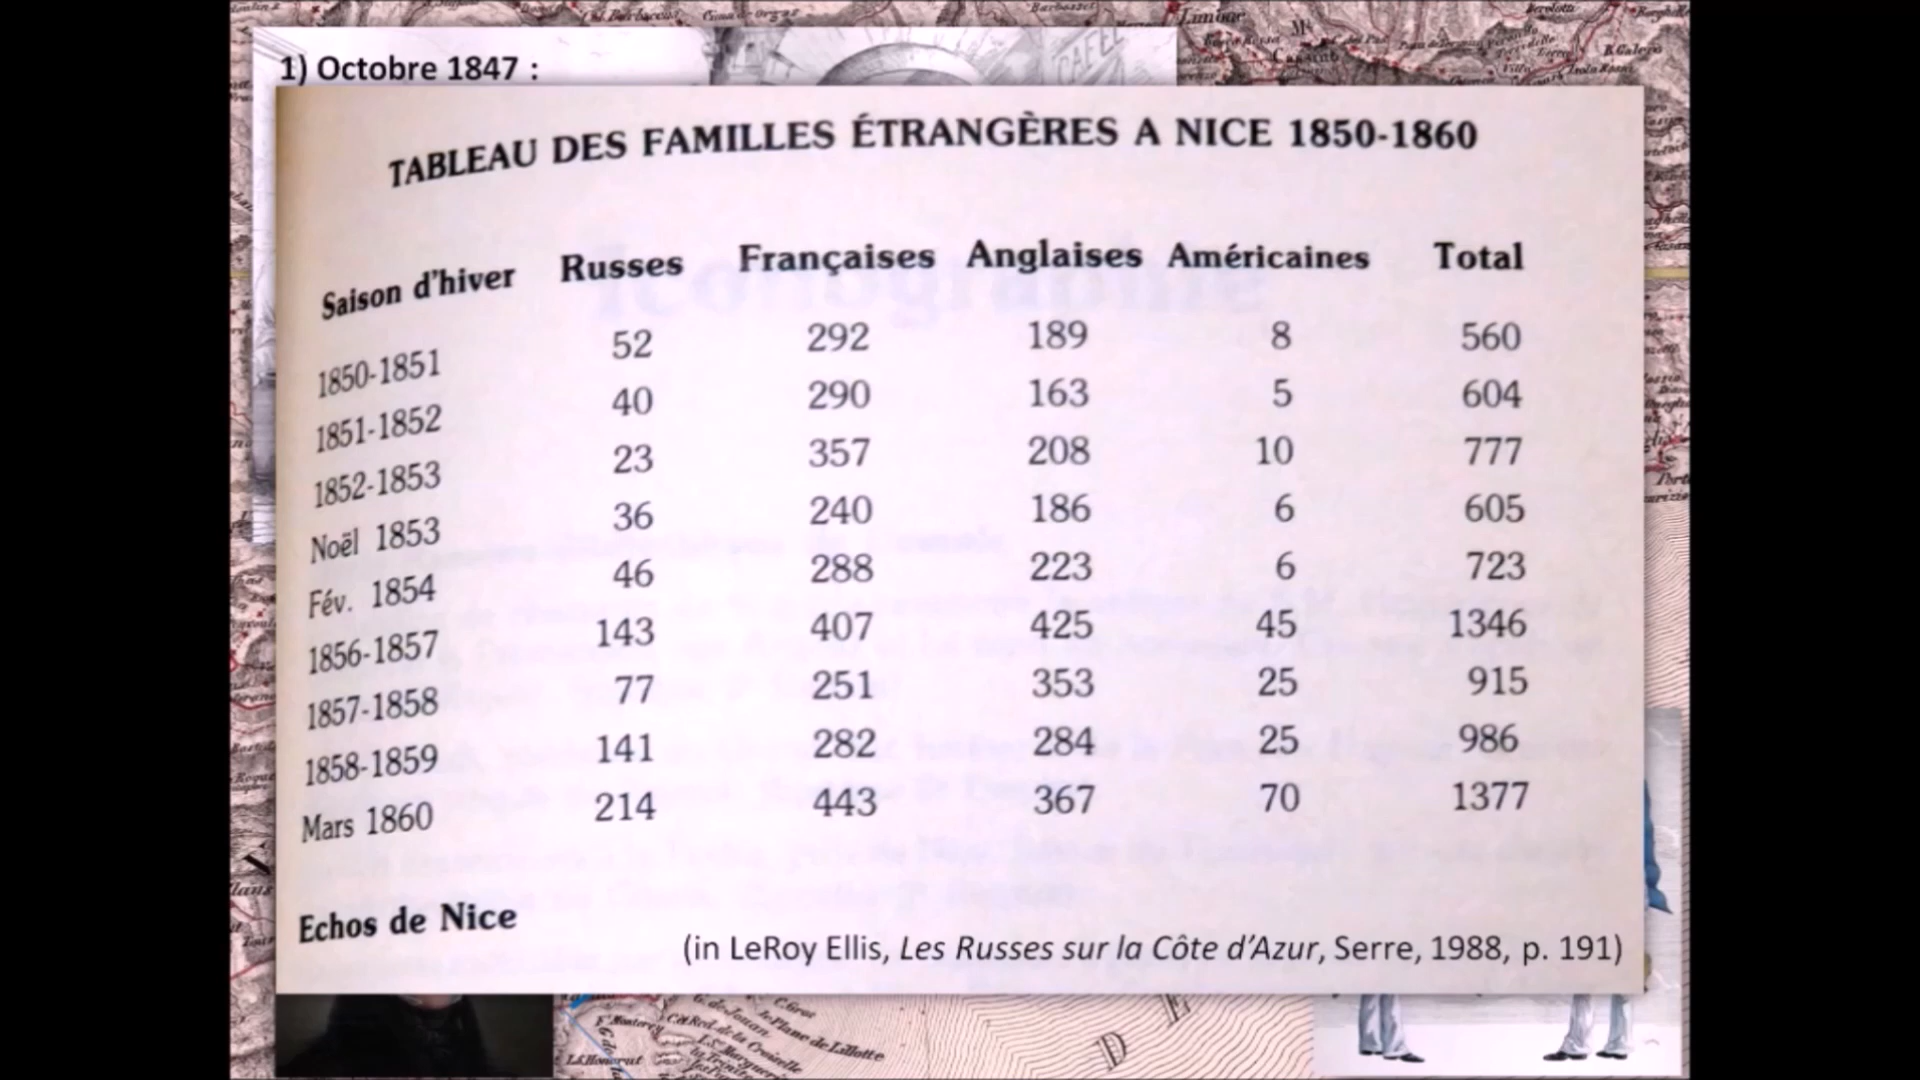 1) Octobre 1847 :
TABLEAU DES FAMILLES ÉTRANGÈRES A NICE 1850-1860
Saison d'hiver Russes Françaises Anglaises Américaines Total
1850-1851 52 292 189 8 560
1851-1852 40 290 163 5 604
1852-1853 23 357 208 10 777
Noël 1853 36 240 186 6 605
Fév. 1854 46 288 223 6 723
1856-1857 143 407 425 45 1346
1857-1858 77 251 353 25 915
1858-1859 141 282 284 25 986
Mars 1860 214 443 367 70 1377
Echos de Nice
(in LeRoy Ellis, Les Russes sur la Côte d'Azur, Serre, 1988, p. 191)